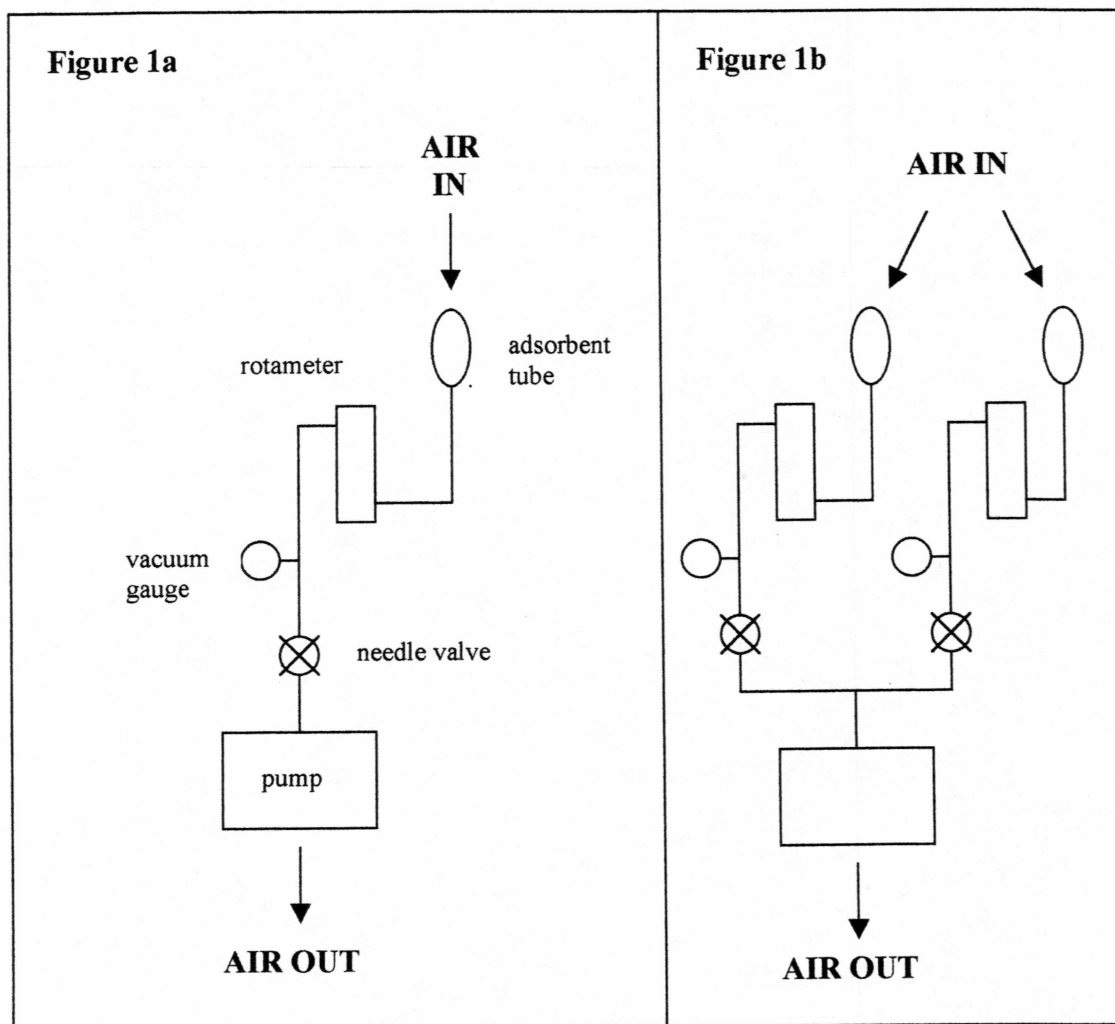 Figure 1a
AIR
IN
rotameter
adsorbent
tube
vacuum
gauge
needle valve
pump
AIR OUT
Figure 1b
AIR IN
AIR OUT